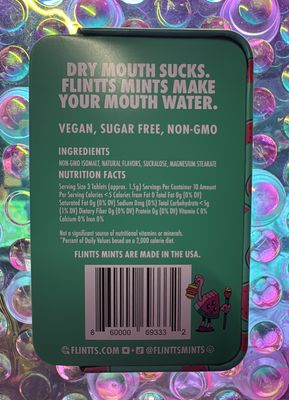 DRY MOUTH SUCKS.
FLINTTS MINTS MAKE
YOUR MOUTH WATER.
VEGAN, SUGAR FREE, NON-GMO
INGREDIENTS
NON-GMO ISOMALT, NATURAL FLAVORS, SUCRALOSE, MAGNESIUM STEARATE
NUTRITION FACTS
Serving Size 3 Tablets (approx. 1.5g) Servings Per Container 10 Amount
Per Serving Calories <5 Calories from Fat 0 Total Fat 0g (0% DV)
Saturated Fat 0g (0% DV) Sodium 0mg (0% DV) Total Carbohydrate <5g
(1% DV) Dietary Fiber 0g (0% DV) Protein 0g (0% DV) Vitamin C 0%
Calcium 0% Iron 0%
Not a significant source of nutritional vitamins or minerals.
*Percent of Daily Values based on a 2,000 calorie diet.
FLINTTS MINTS ARE MADE IN THE USA.
8 60000 69333 2
FLINTTS.COM @FLINTTSMINTS